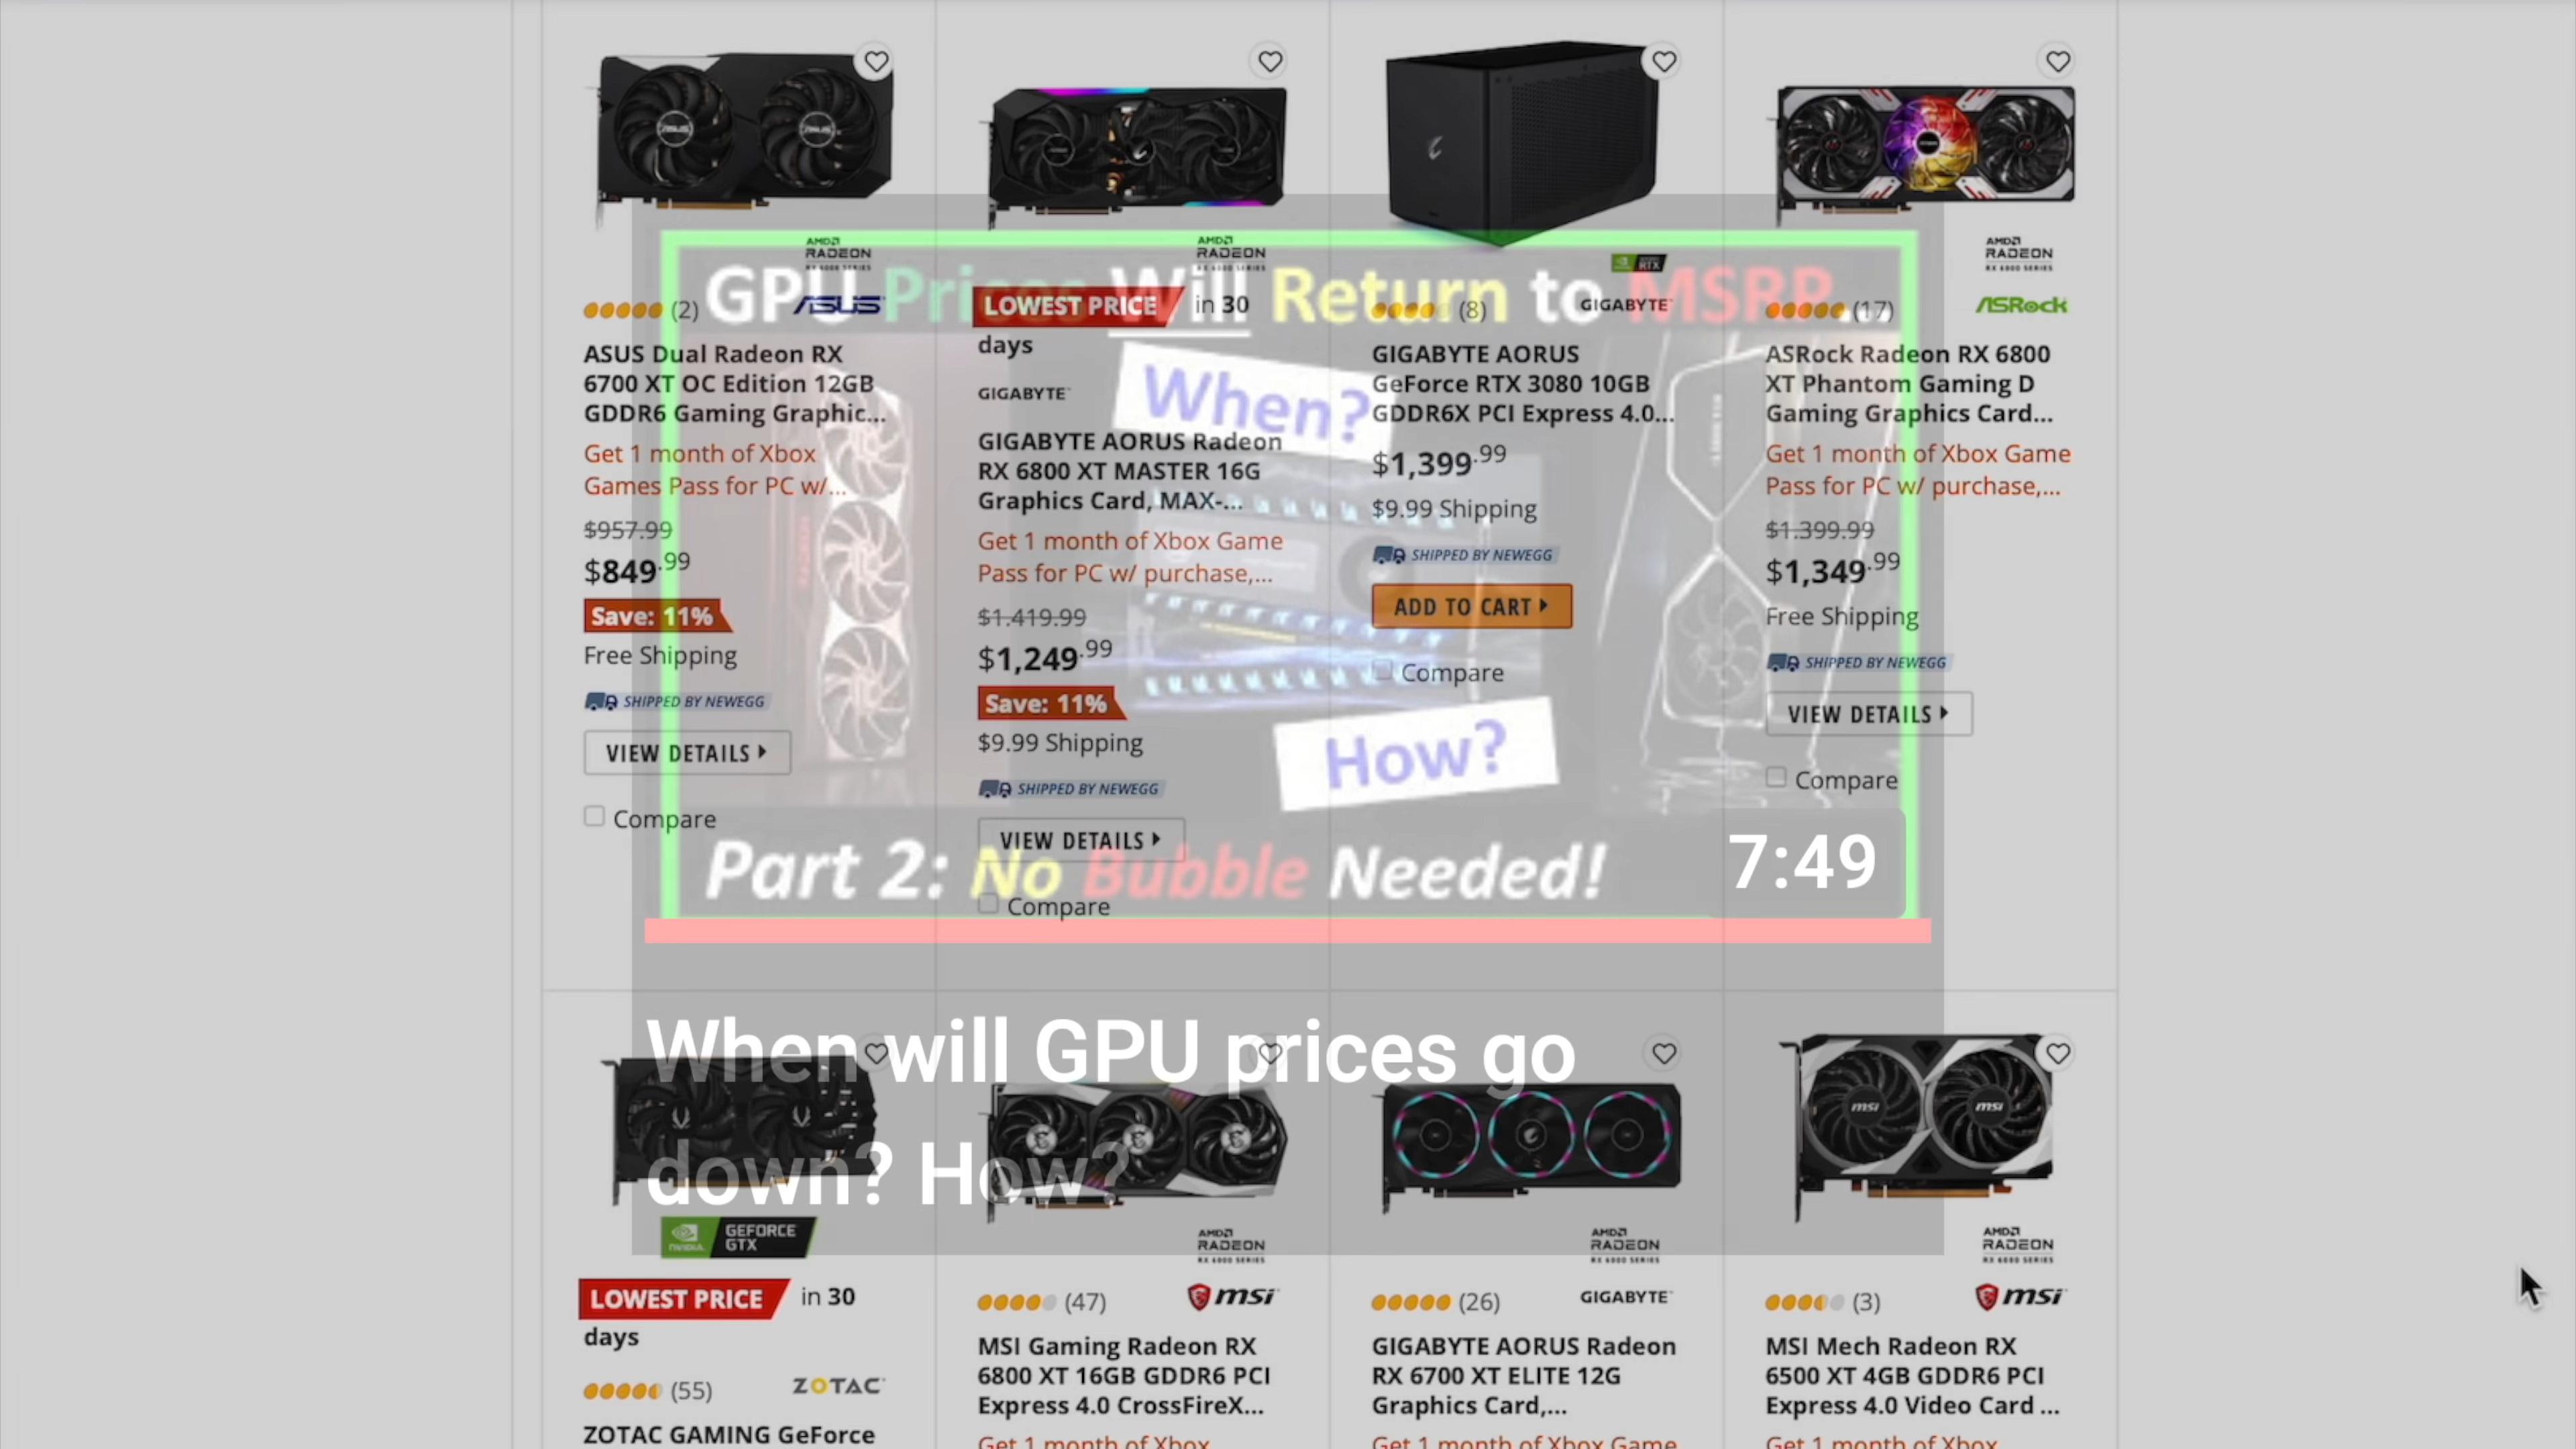 AMD
RADEON
RX 6000 SERIES
(2)
ASUS
ASUS Dual Radeon RX
6700 XT OC Edition 12GB
GDDR6 Gaming Graphic...
Get 1 month of Xbox
Games Pass for PC w/...
$957.99
$849.99
Save: 11%
Free Shipping
SHIPPED BY NEWEGG
VIEW DETAILS
Compare
AMD
RADEON
RX 6000 SERIES
LOWEST PRICE in 30
days
GIGABYTE
GIGABYTE AORUS Radeon
RX 6800 XT MASTER 16G
Graphics Card, MAX-...
Get 1 month of Xbox Game
Pass for PC w/ purchase,...
$1,419.99
$1,249.99
Save: 11%
$9.99 Shipping
SHIPPED BY NEWEGG
VIEW DETAILS
Compare
RTX
(8)
GIGABYTE
GIGABYTE AORUS
GeForce RTX 3080 10GB
GDDR6X PCI Express 4.0...
$1,399.99
$9.99 Shipping
SHIPPED BY NEWEGG
ADD TO CART
Compare
AMD
RADEON
RX 6000 SERIES
(17)
ASRock
ASRock Radeon RX 6800
XT Phantom Gaming D
Gaming Graphics Card...
Get 1 month of Xbox Game
Pass for PC w/ purchase,...
$1,399.99
$1,349.99
Free Shipping
SHIPPED BY NEWEGG
VIEW DETAILS
Compare
GPU Prices Will Return to MSRP...
When?
How?
Part 2: No Bubble Needed!
7:49
When will GPU prices go
down? How?
NVIDIA
GEFORCE
GTX
LOWEST PRICE in 30
days
(55)
ZOTAC
ZOTAC GAMING GeForce
AMD
RADEON
RX 6000 SERIES
(47)
msi
MSI Gaming Radeon RX
6800 XT 16GB GDDR6 PCI
Express 4.0 CrossFireX...
Get 1 month of Xbox
AMD
RADEON
RX 6000 SERIES
(26)
GIGABYTE
GIGABYTE AORUS Radeon
RX 6700 XT ELITE 12G
Graphics Card,...
Get 1 month of Xbox Game
msi
msi
AMD
RADEON
RX 6000 SERIES
(3)
msi
MSI Mech Radeon RX
6500 XT 4GB GDDR6 PCI
Express 4.0 Video Card ...
Get 1 month of Xbox